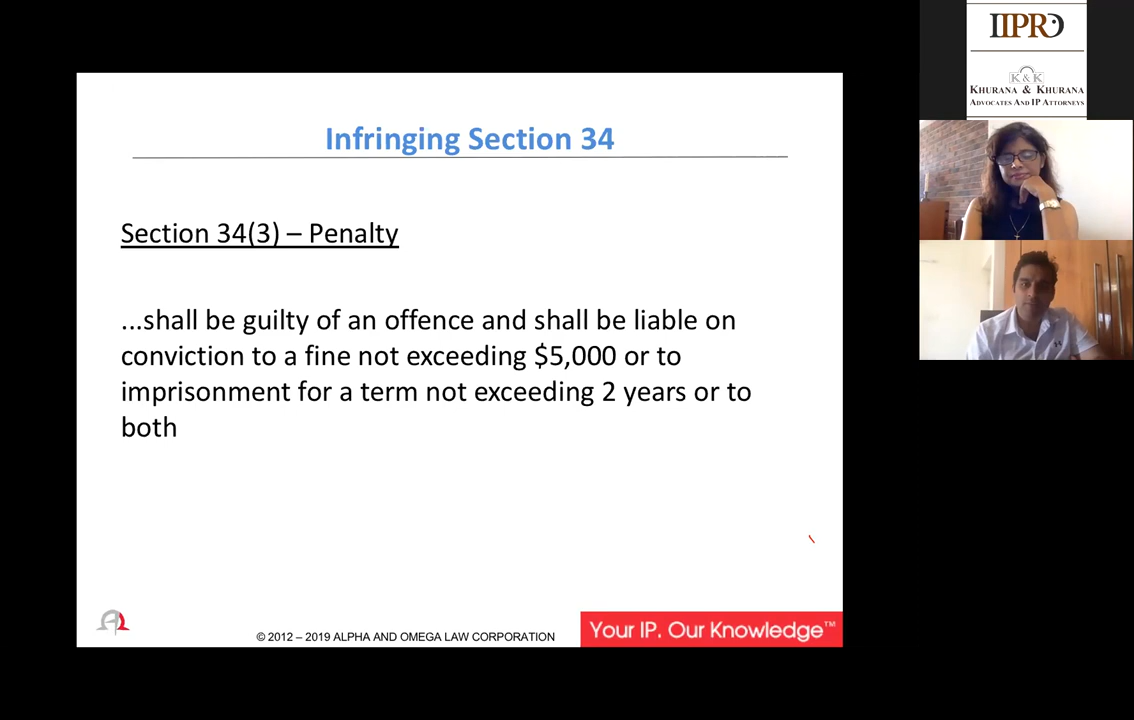 Infringing Section 34
Section 34(3) – Penalty
...shall be guilty of an offence and shall be liable on
conviction to a fine not exceeding $5,000 or to
imprisonment for a term not exceeding 2 years or to
both
© 2012 – 2019 ALPHA AND OMEGA LAW CORPORATION
Your IP. Our Knowledge™
IIPRD
K & K
KHURANA & KHURANA
ADVOCATES AND IP ATTORNEYS